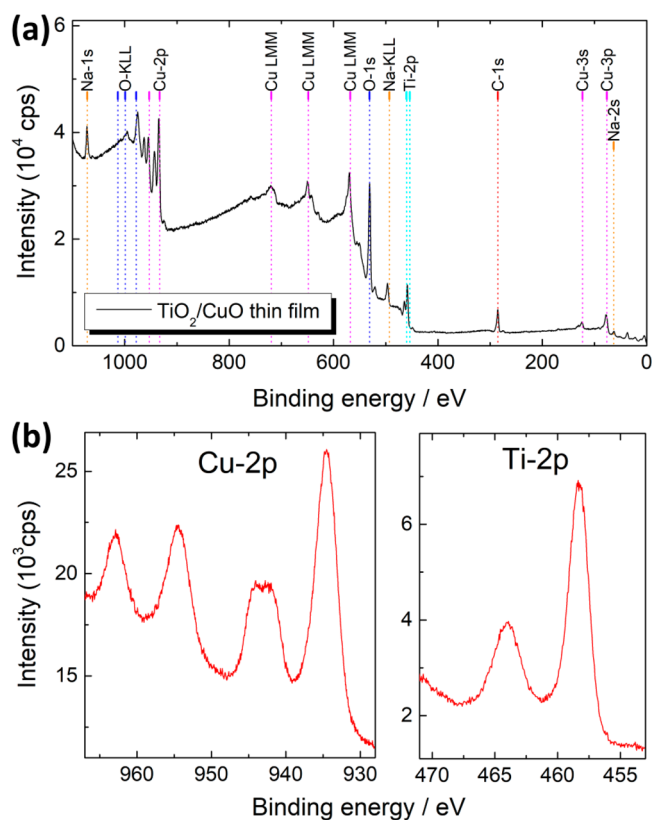 (a)
Na-1s
O-KLL
Cu-2p
Cu LMM
Cu LMM
Cu LMM
O-1s
Na-KLL
Ti-2p
C-1s
Cu-3s
Cu-3p
Na-2s
Intensity (10⁴ cps)
6
4
2
0
TiO₂/CuO thin film
1000 800 600 400 200 0
Binding energy / eV
(b)
Cu-2p
Intensity (10³cps)
25
20
15
960 950 940 930
Binding energy / eV
Ti-2p
6
4
2
470 465 460 455
Binding energy / eV